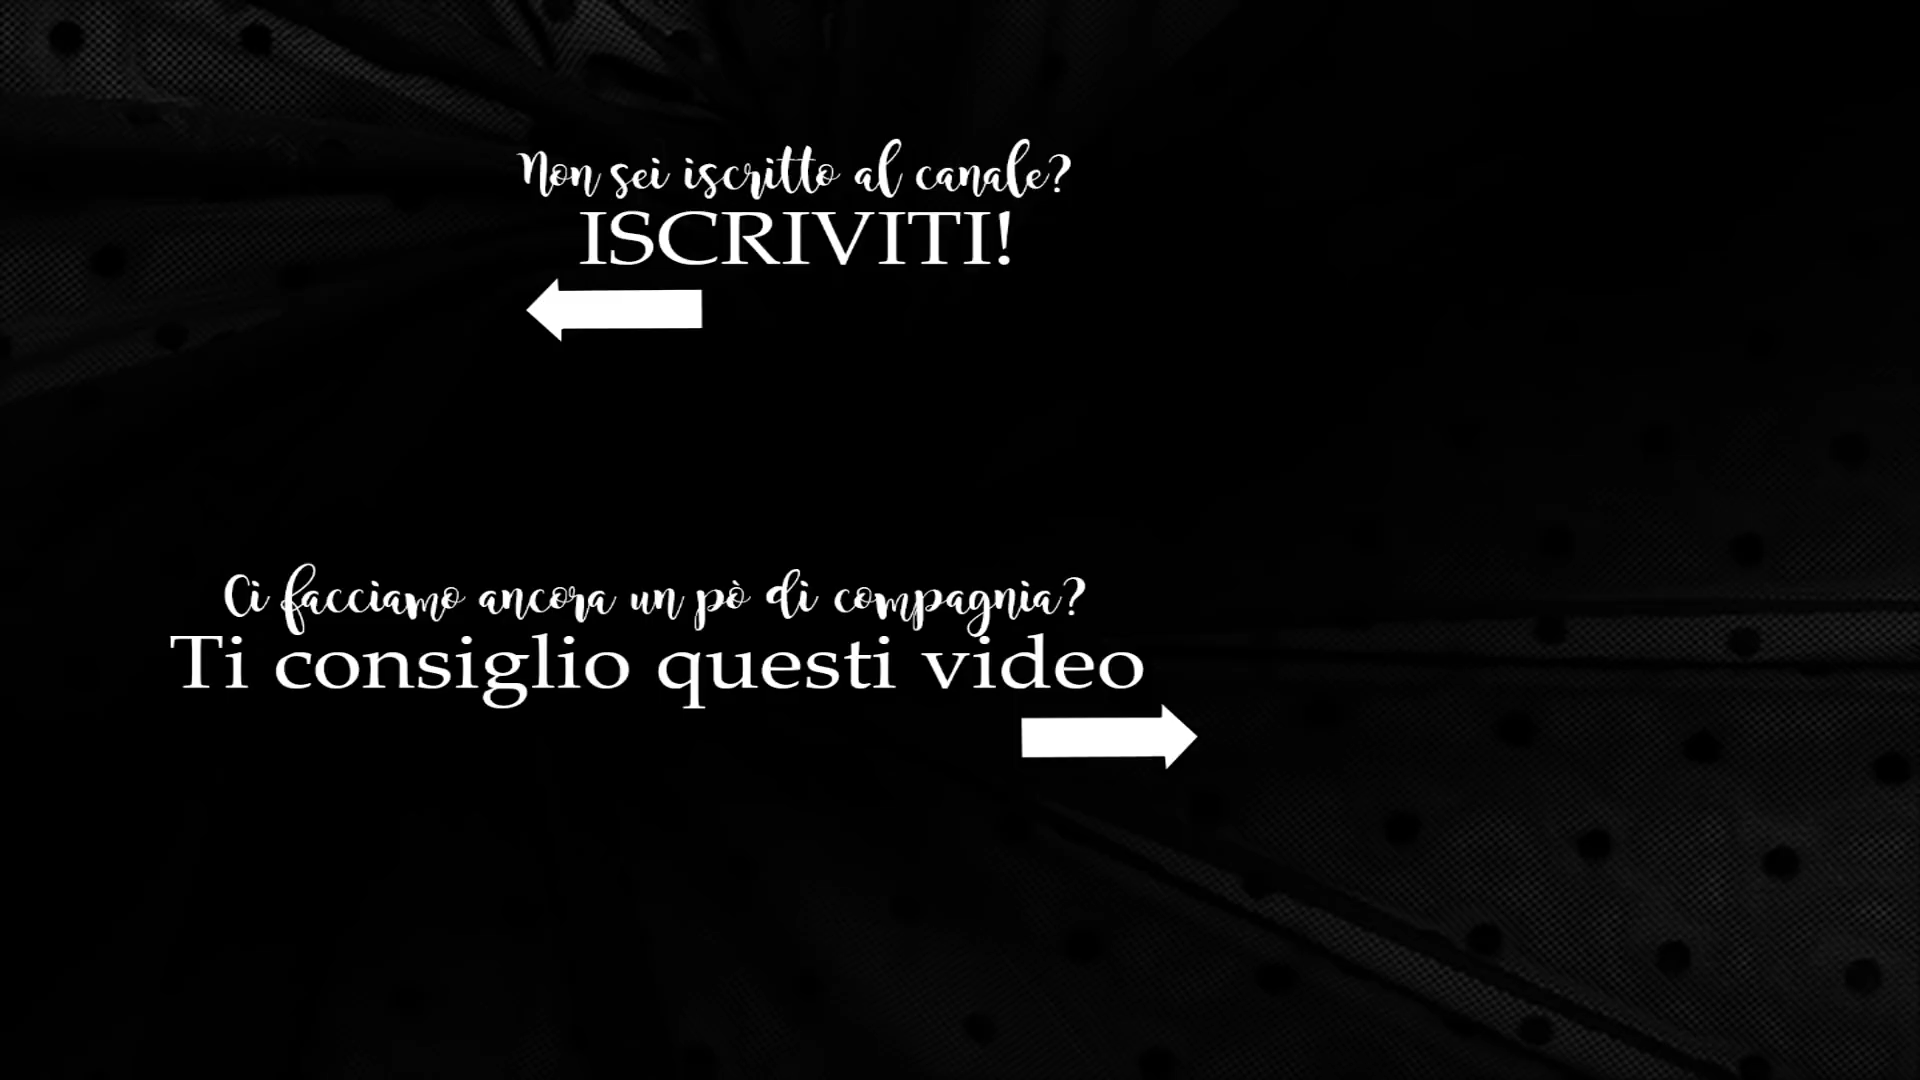 Non sei iscritto al canale?
ISCRIVITI!
Ci facciamo ancora un pò di compagnia?
Ti consiglio questi video